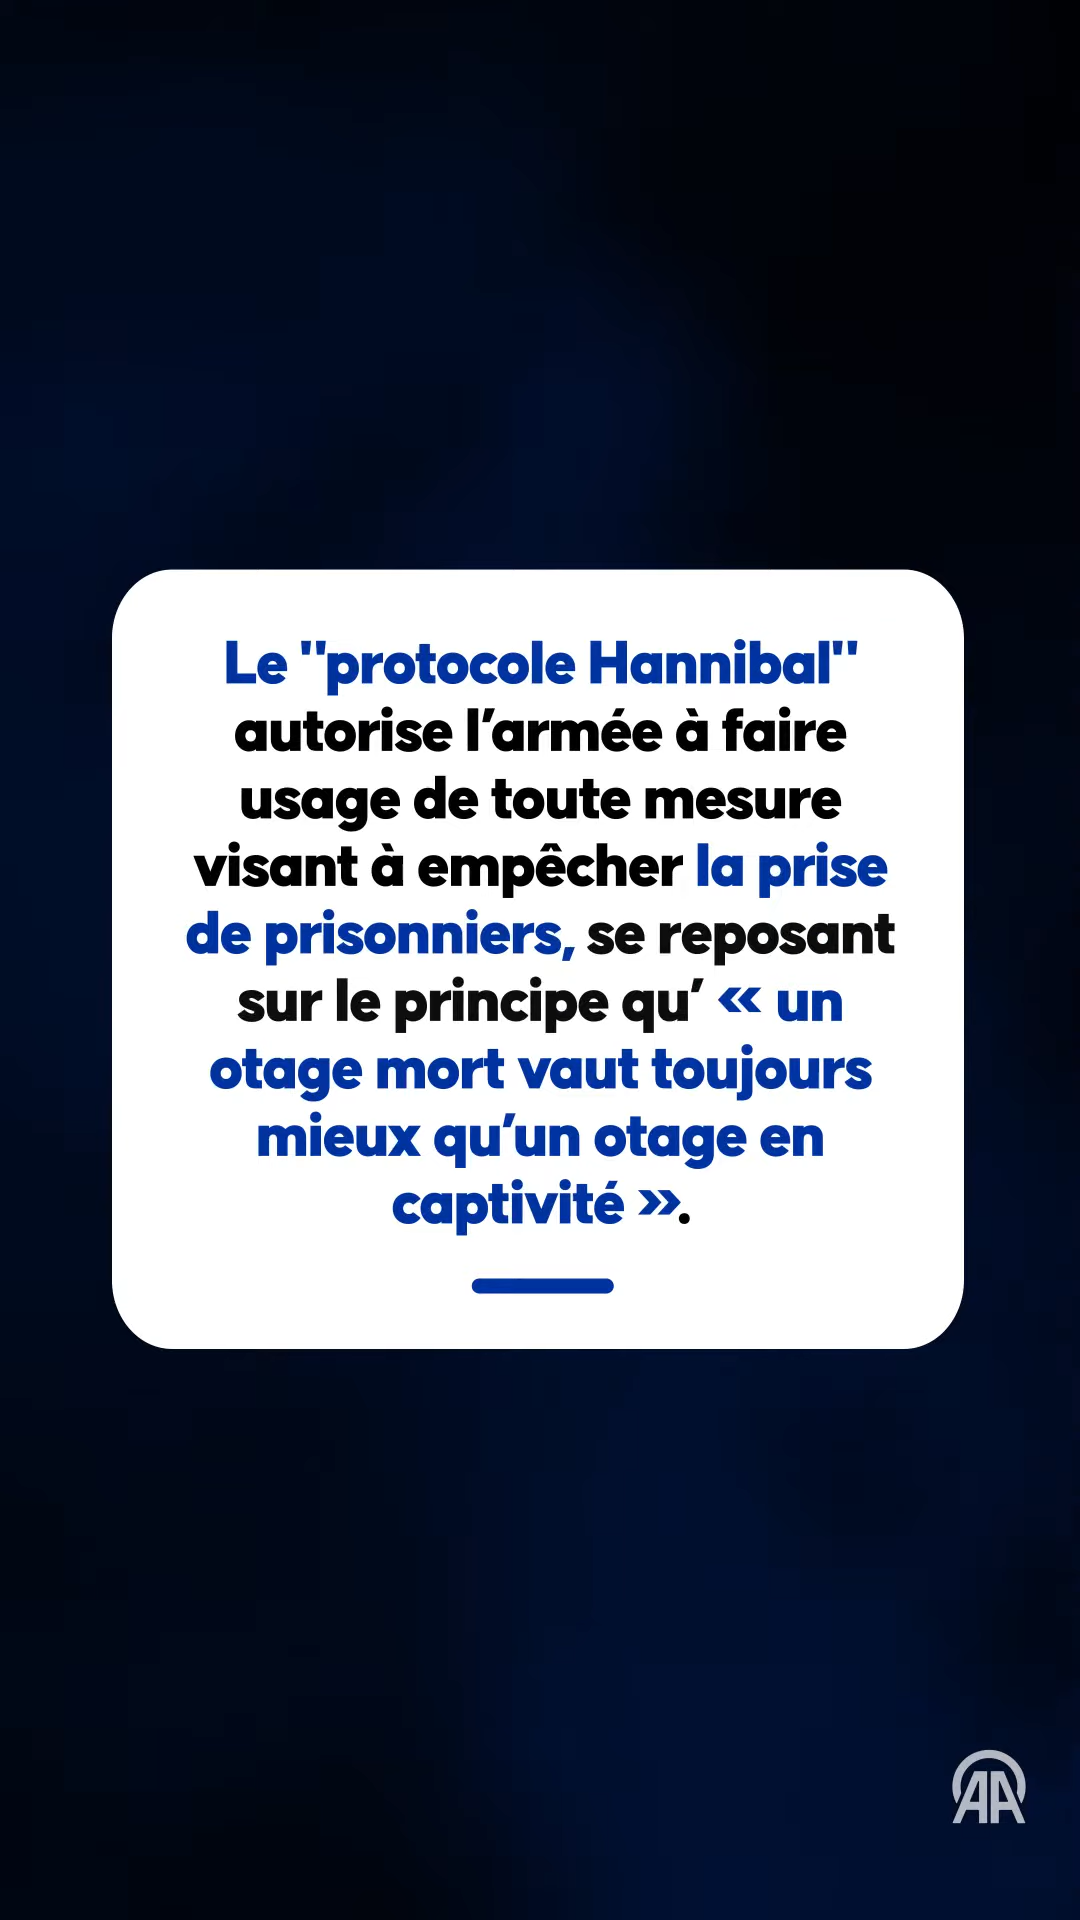 Le "protocole Hannibal"
autorise l’armée à faire
usage de toute mesure
visant à empêcher la prise
de prisonniers, se reposant
sur le principe qu’ « un
otage mort vaut toujours
mieux qu’un otage en
captivité ».
AA